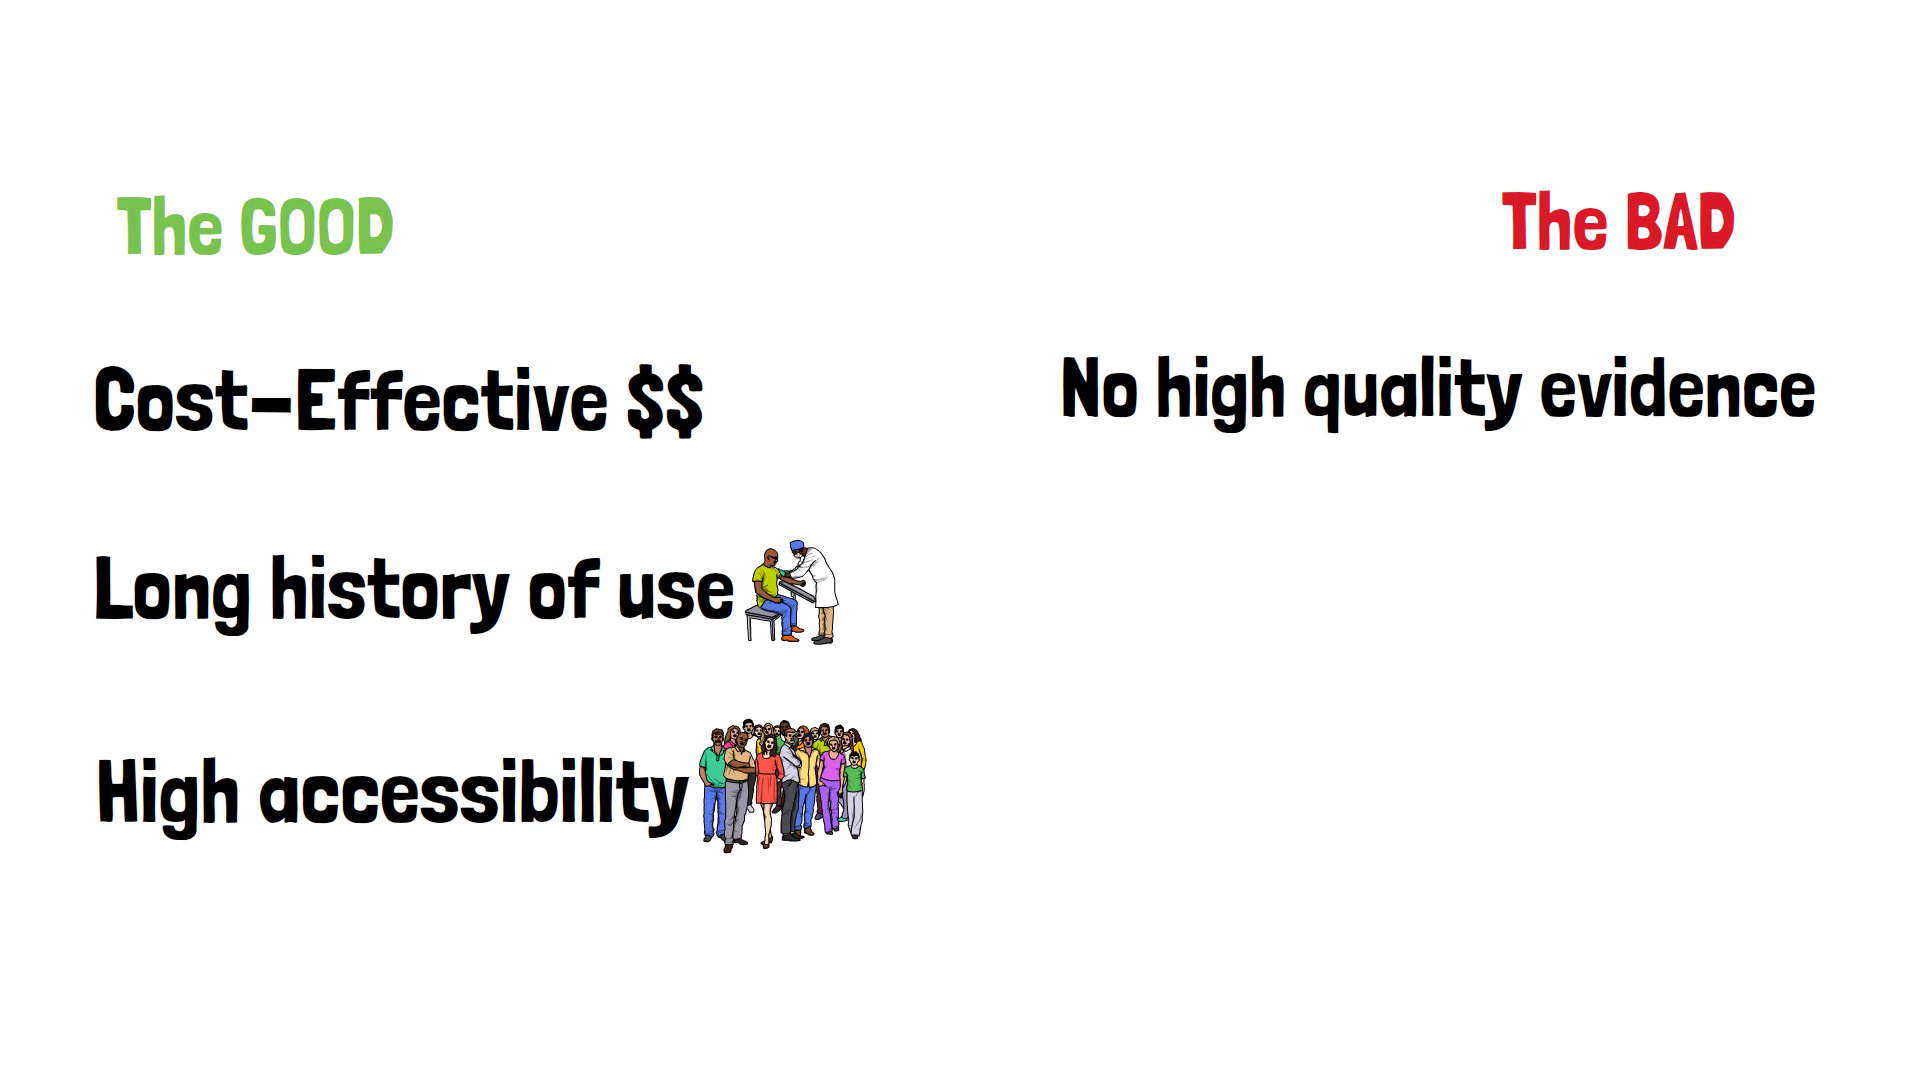 The GOOD
The BAD
Cost-Effective $$
No high quality evidence
Long history of use
High accessibility